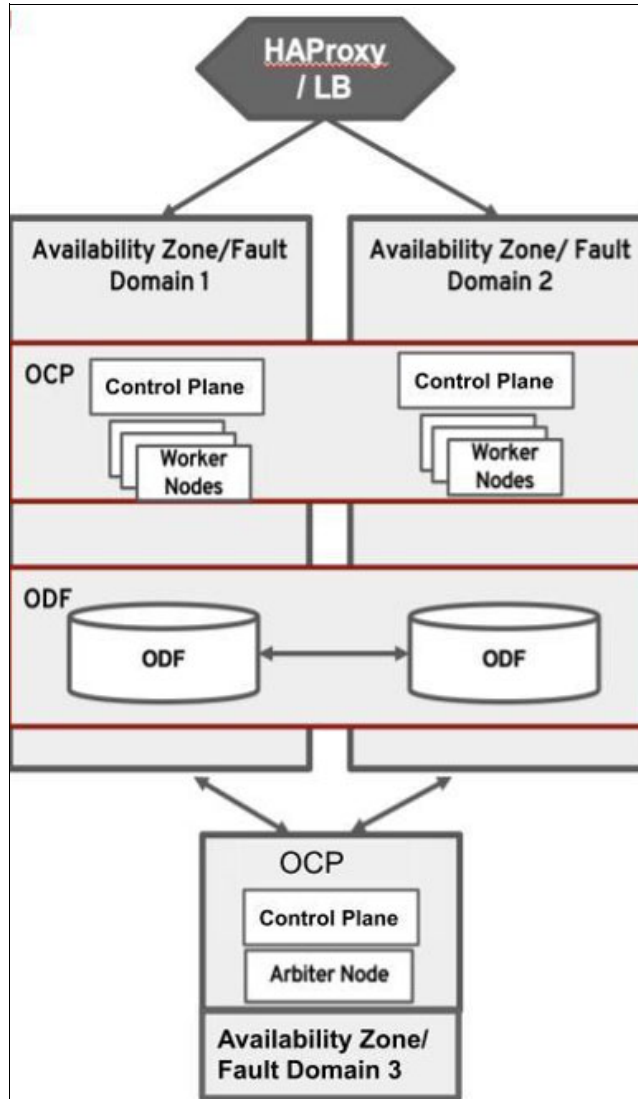 HAProxy
/ LB
Availability Zone/Fault
Domain 1
Availability Zone/ Fault
Domain 2
OCP
Control Plane
Worker
Nodes
Control Plane
Worker
Nodes
ODF
ODF
ODF
OCP
Control Plane
Arbiter Node
Availability Zone/
Fault Domain 3